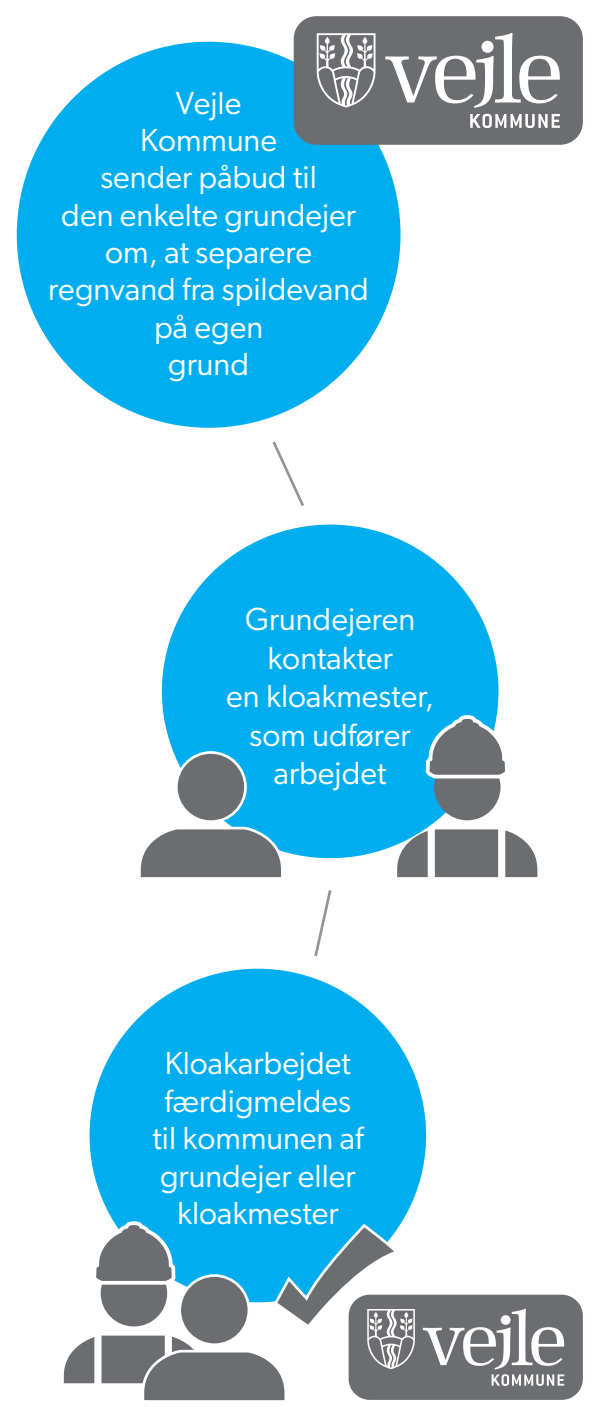 vejle
KOMMUNE
Vejle
Kommune
sender påbud til
den enkelte grundejer
om, at separere
regnvand fra spildevand
på egen
grund
Grundejeren
kontakter
en kloakmester,
som udfører
arbejdet
Kloakarbejdet
færdigmeldes
til kommunen af
grundejer eller
kloakmester
vejle
KOMMUNE